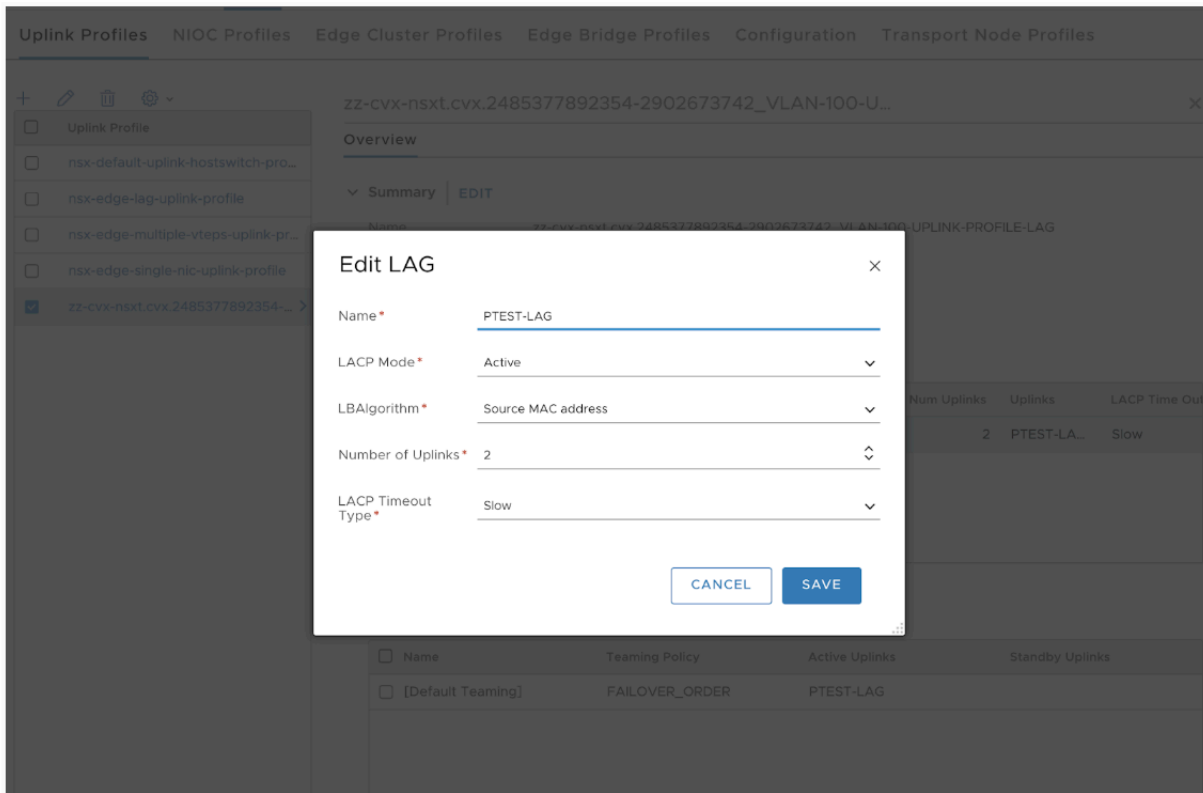 Uplink Profiles NIOC Profiles Edge Cluster Profiles Edge Bridge Profiles Configuration Transport Node Profiles
zz-cvx-nsxt.cvx.2485377892354-2902673742_VLAN-100-U...
Uplink Profile
Overview
nsx-default-uplink-hostswitch-pro...
Summary EDIT
nsx-edge-lag-uplink-profile
Name zz-cvx-nsxt.cvx.2485377892354-2902673742_VLAN-100-UPLINK-PROFILE-LAG
nsx-edge-multiple-vteps-uplink-pr...
nsx-edge-single-nic-uplink-profile
zz-cvx-nsxt.cvx.2485377892354-...
Edit LAG
Name* PTEST-LAG
LACP Mode* Active
LBAlgorithm* Source MAC address
Number of Uplinks* 2
LACP Timeout
Type* Slow
CANCEL SAVE
Num Uplinks Uplinks LACP Time Out
2 PTEST-LA... Slow
Name Teaming Policy Active Uplinks Standby Uplinks
[Default Teaming] FAILOVER_ORDER PTEST-LAG